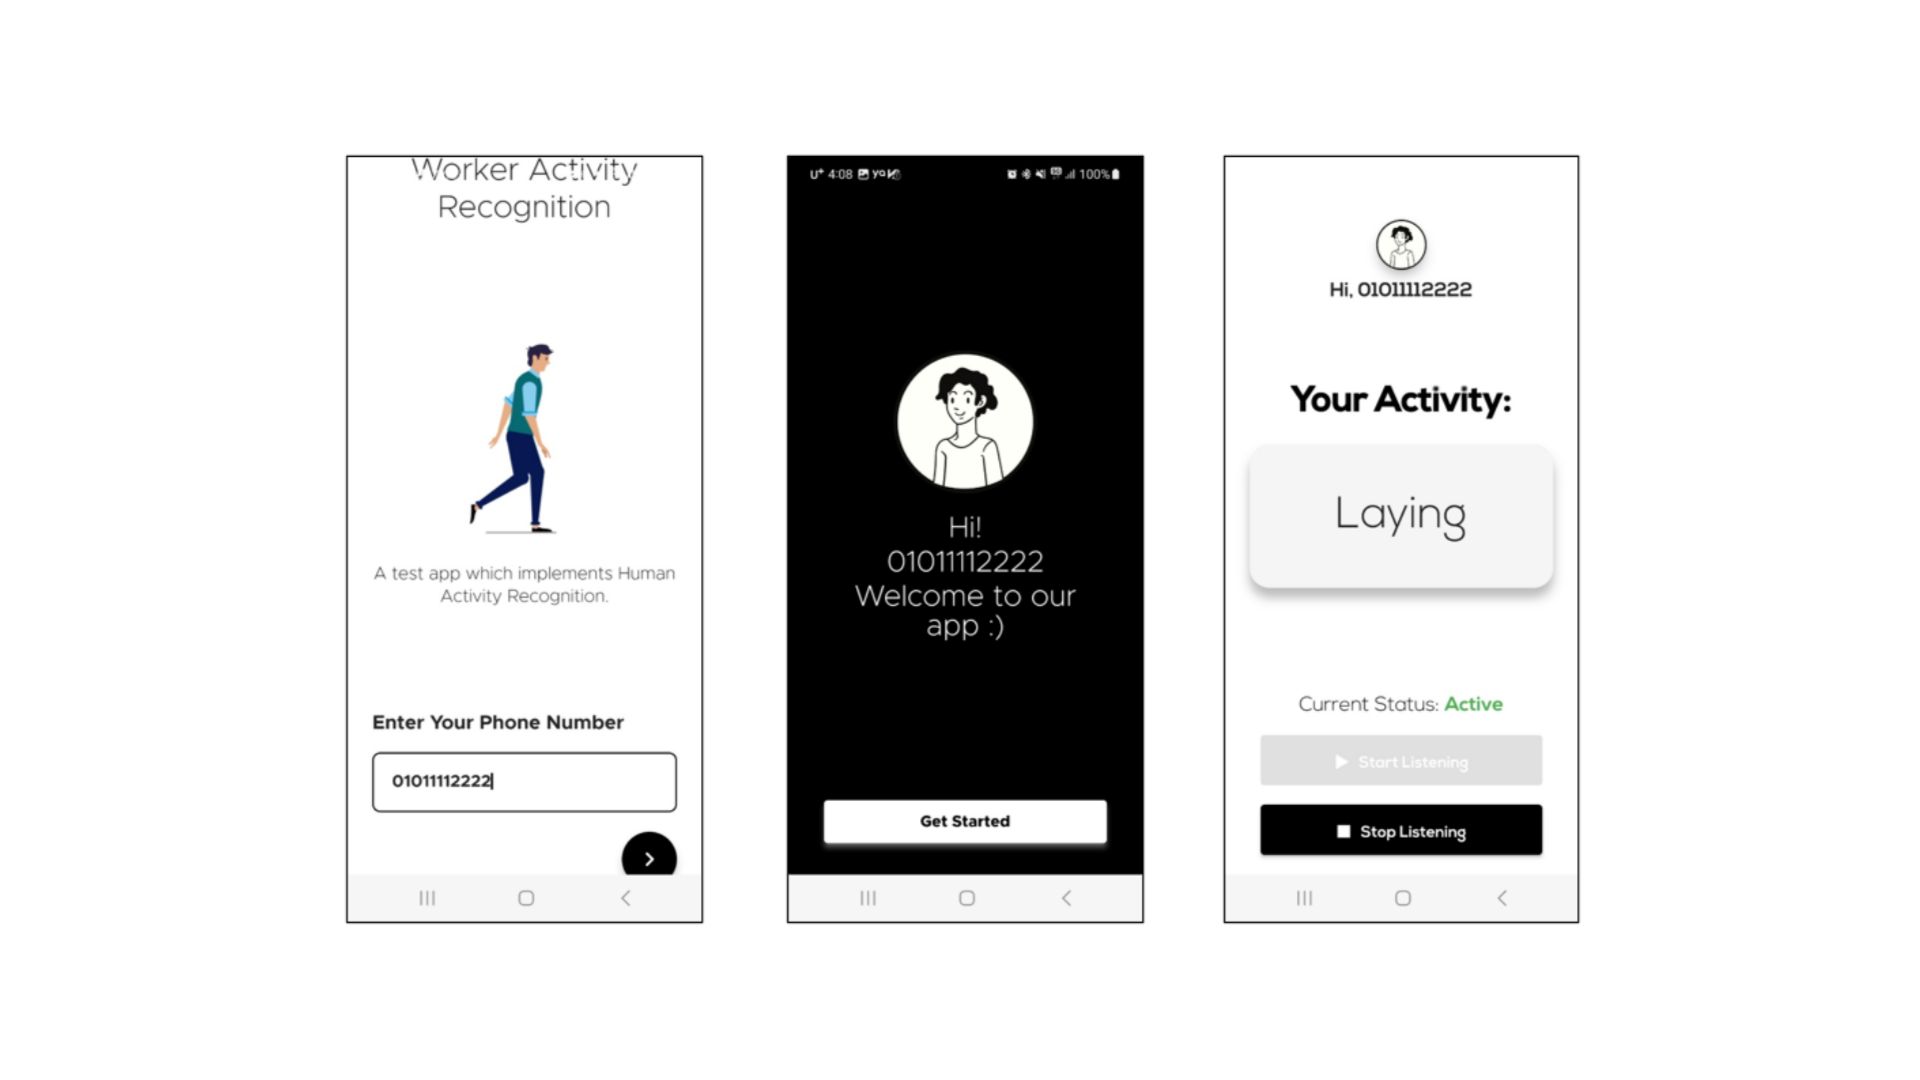 Worker Activity
Recognition
A test app which implements Human
Activity Recognition.
Enter Your Phone Number
01011112222
U+ 4:08
100%
Hi!
01011112222
Welcome to our
app :)
Get Started
Hi, 01011112222
Your Activity:
Laying
Current Status: Active
Start Listening
Stop Listening